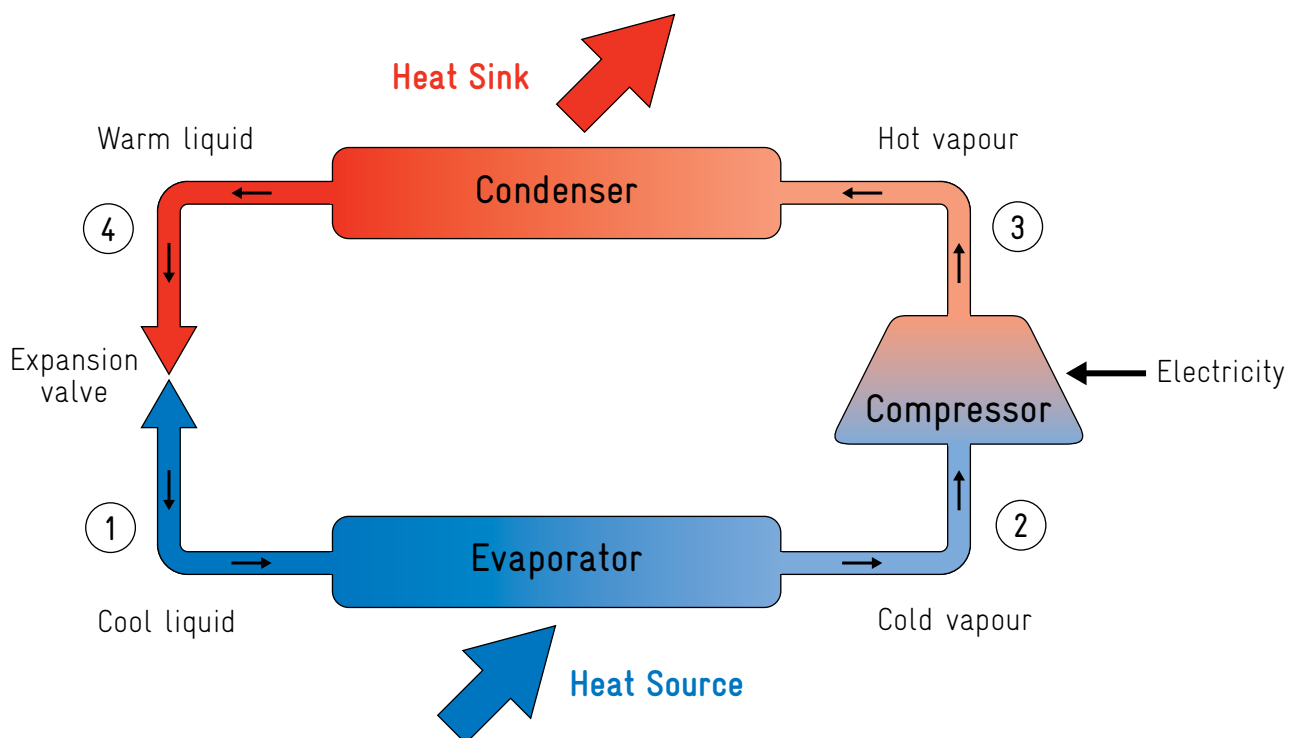 Heat Sink
Warm liquid
Hot vapour
Condenser
4
3
Expansion
valve
Electricity
Compressor
1
2
Evaporator
Cool liquid
Cold vapour
Heat Source